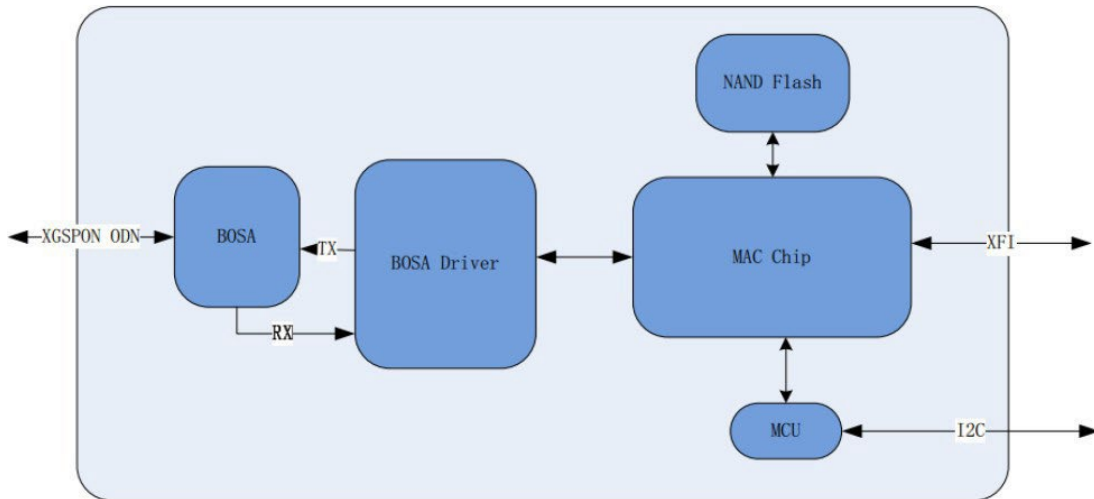 NAND Flash
XGSPON ODN
BOSA
TX
BOSA Driver
MAC Chip
XFI
RX
MCU
I2C